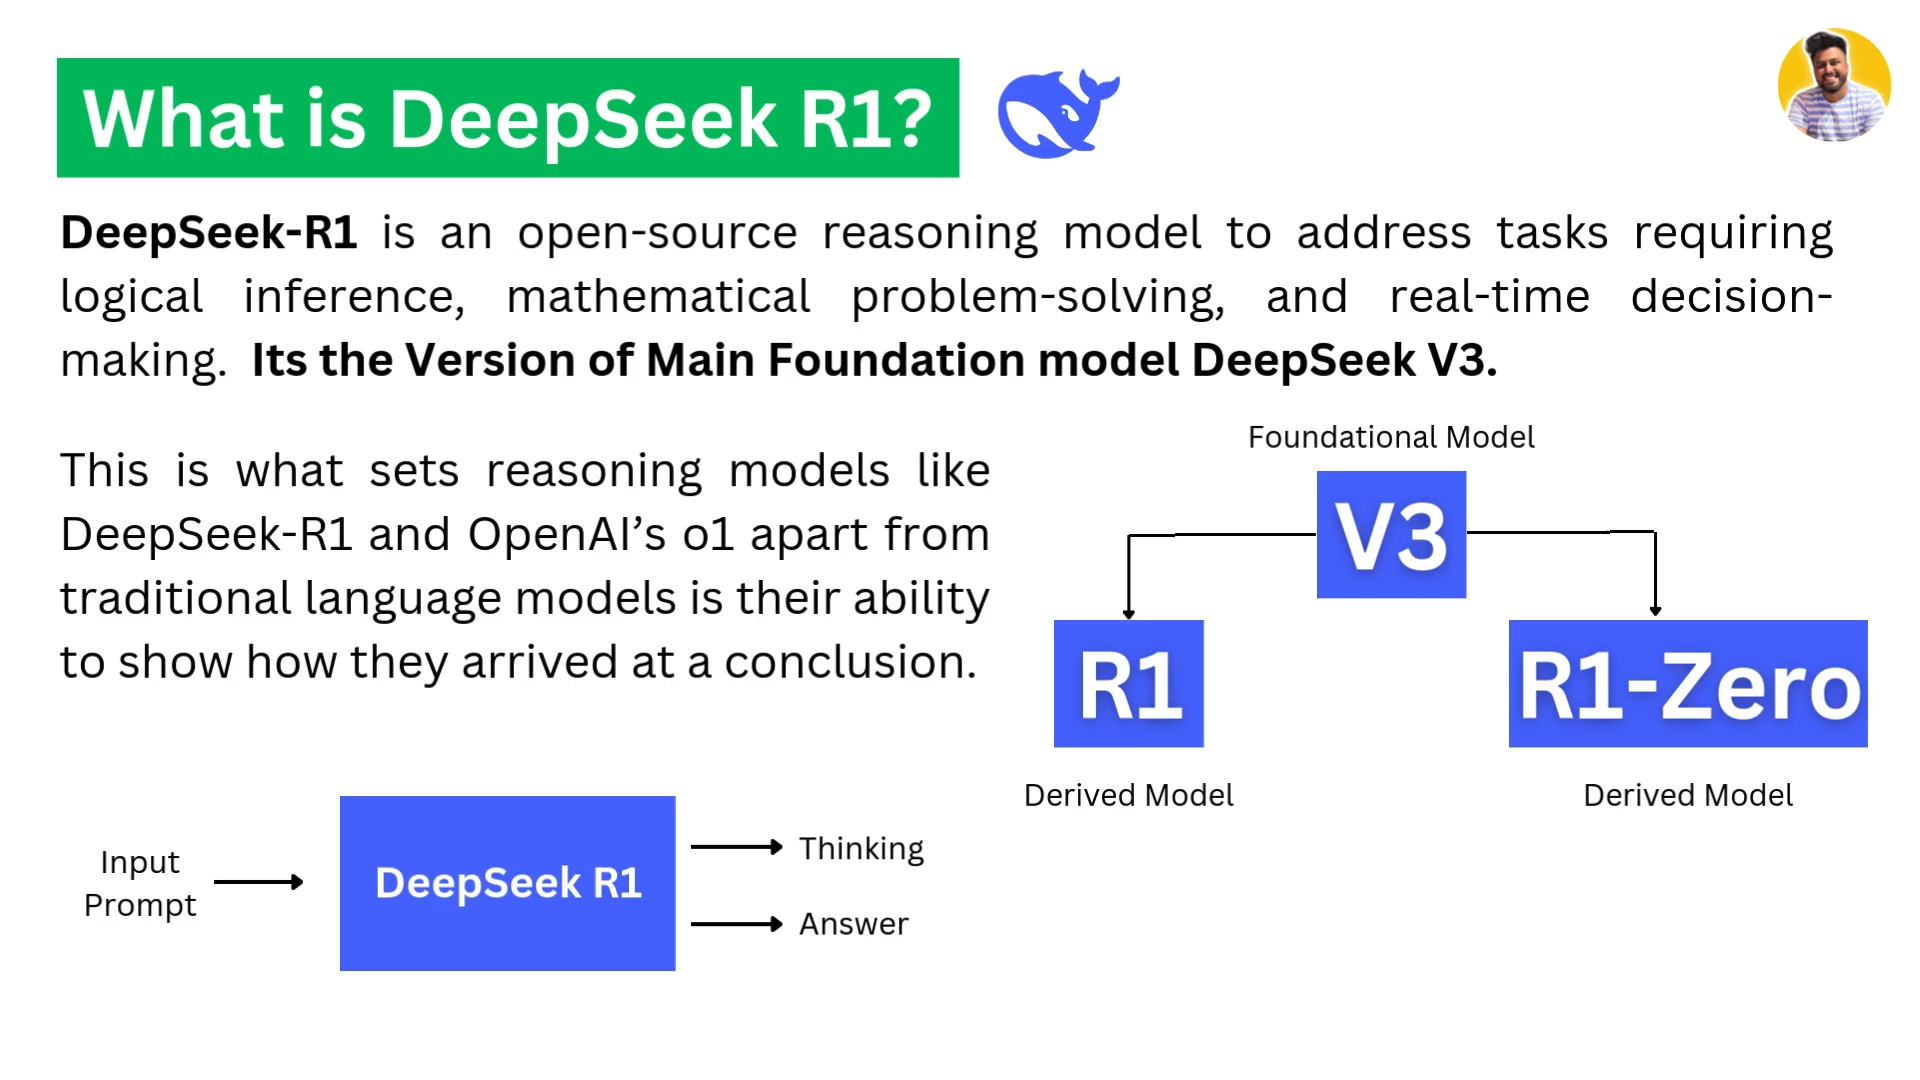 What is DeepSeek R1?
DeepSeek-R1 is an open-source reasoning model to address tasks requiring
logical inference, mathematical problem-solving, and real-time decision-
making. Its the Version of Main Foundation model DeepSeek V3.
This is what sets reasoning models like
DeepSeek-R1 and OpenAI’s o1 apart from
traditional language models is their ability
to show how they arrived at a conclusion.
Foundational Model
V3
R1
R1-Zero
Derived Model
Derived Model
Input
Prompt
DeepSeek R1
Thinking
Answer